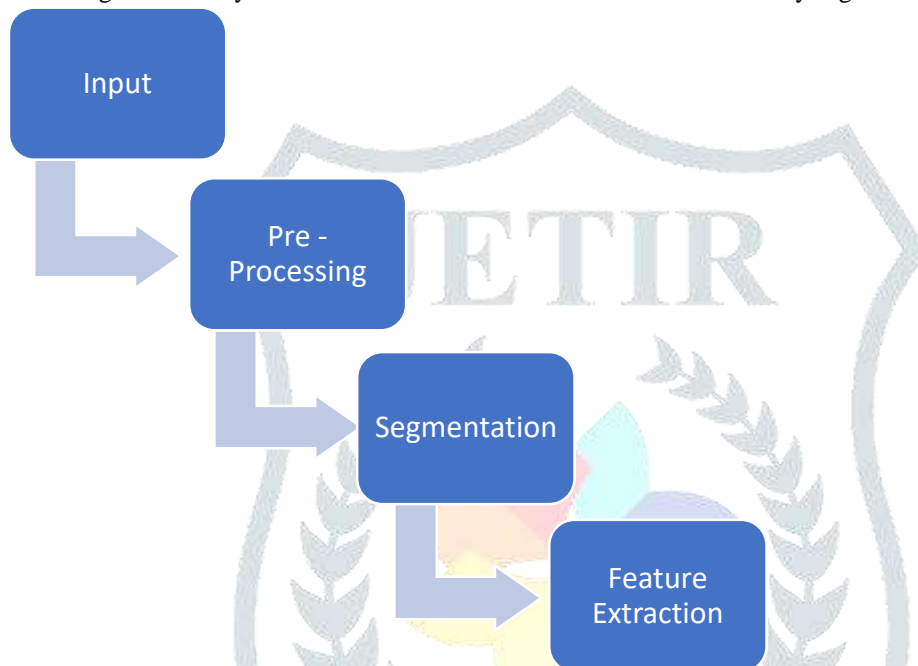 Input
Pre -
Processing
JETIR
Segmentation
Feature
Extraction